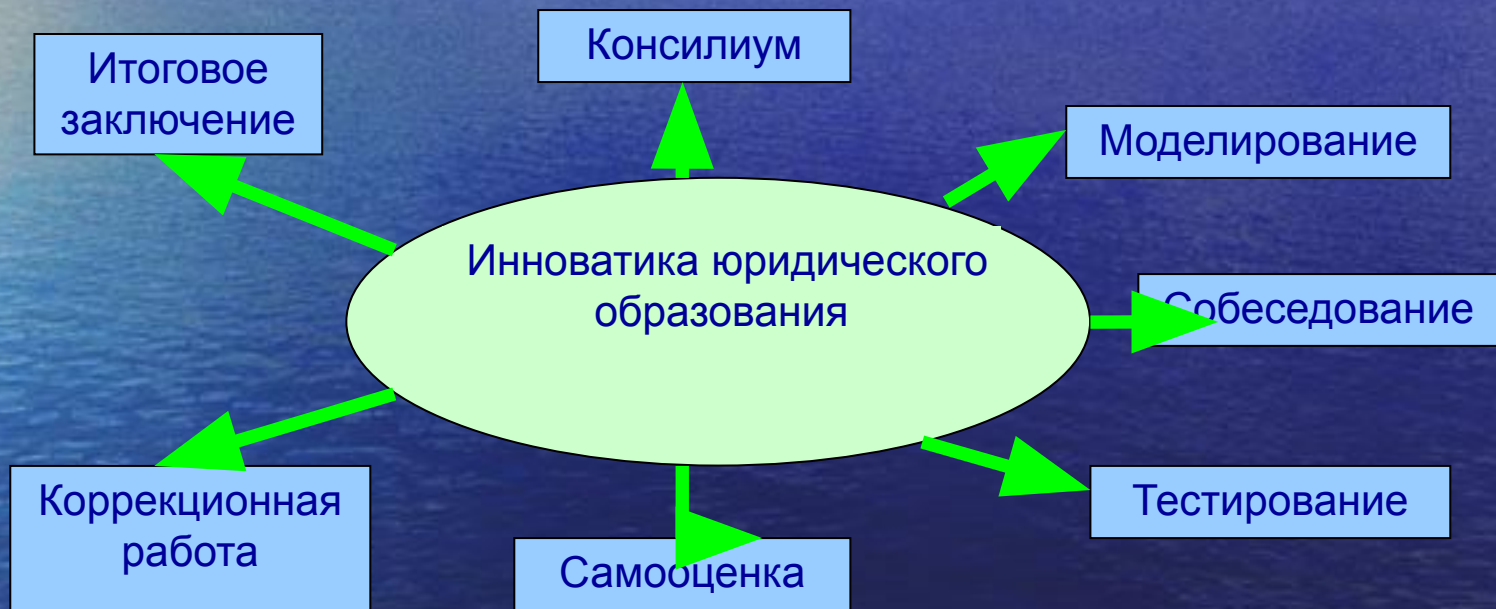 Консилиум
Итоговое
заключение
Моделирование
Инноватика юридического
образования
Собеседование
Коррекционная
работа
Тестирование
Самооценка